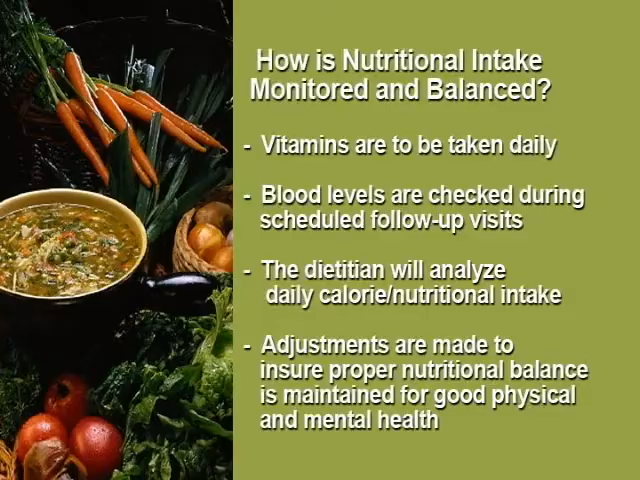 How is Nutritional Intake
Monitored and Balanced?
- Vitamins are to be taken daily
- Blood levels are checked during
scheduled follow-up visits
- The dietitian will analyze
daily calorie/nutritional intake
- Adjustments are made to
insure proper nutritional balance
is maintained for good physical
and mental health